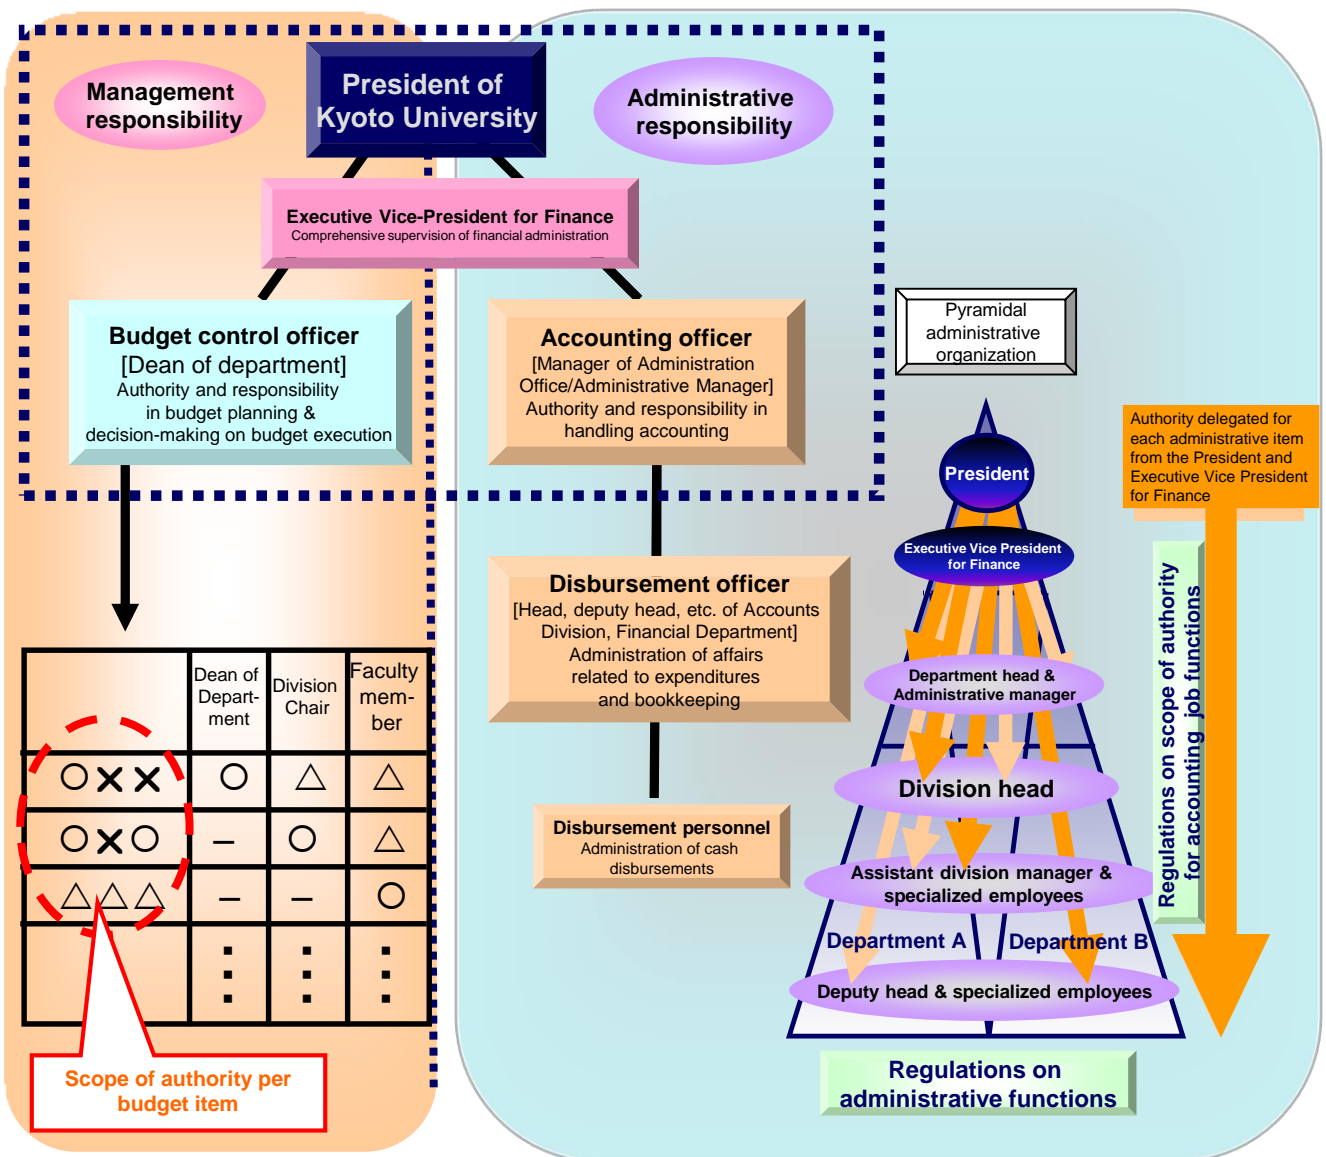 Management
responsibility
President of
Kyoto University
Administrative
responsibility
Executive Vice-President for Finance
Comprehensive supervision of financial administration
Budget control officer
[Dean of department]
Authority and responsibility
in budget planning &
decision-making on budget execution
Accounting officer
[Manager of Administration
Office/Administrative Manager]
Authority and responsibility in
handling accounting
Pyramidal
administrative
organization
Authority delegated for
each administrative item
from the President and
Executive Vice President
for Finance
President
Executive Vice President
for Finance
Disbursement officer
[Head, deputy head, etc. of Accounts
Division, Financial Department]
Administration of affairs
related to expenditures
and bookkeeping
Department head &
Administrative manager
Regulations on scope of authority
for accounting job functions
Dean of
Depart-
ment
Division
Chair
Faculty
mem-
ber
○×× ○ △ △
○×○ – ○ △
△△△ – – ○
⋮ ⋮ ⋮
Division head
Disbursement personnel
Administration of cash
disbursements
Assistant division manager &
specialized employees
Department A
Department B
Deputy head & specialized employees
Scope of authority per
budget item
Regulations on
administrative functions